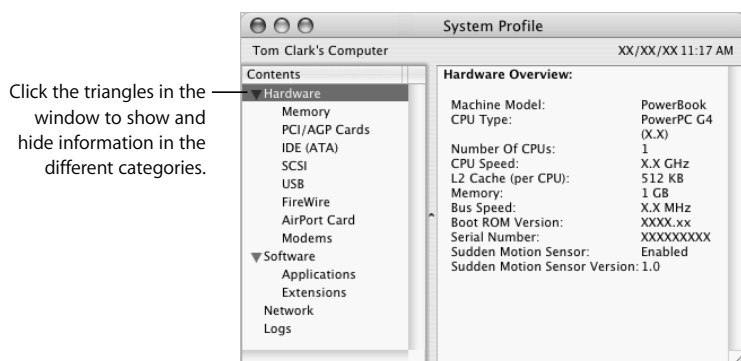 System Profile
Tom Clark's Computer XX/XX/XX 11:17 AM
Click the triangles in the
window to show and
hide information in the
different categories.
Contents
Hardware
Memory
PCI/AGP Cards
IDE (ATA)
SCSI
USB
FireWire
AirPort Card
Modems
Software
Applications
Extensions
Network
Logs
Hardware Overview:
Machine Model: PowerBook
CPU Type: PowerPC G4
(X.X)
Number Of CPUs: 1
CPU Speed: X.X GHz
L2 Cache (per CPU): 512 KB
Memory: 1 GB
Bus Speed: X.X MHz
Boot ROM Version: XXXX.xx
Serial Number: XXXXXXXXX
Sudden Motion Sensor: Enabled
Sudden Motion Sensor Version: 1.0